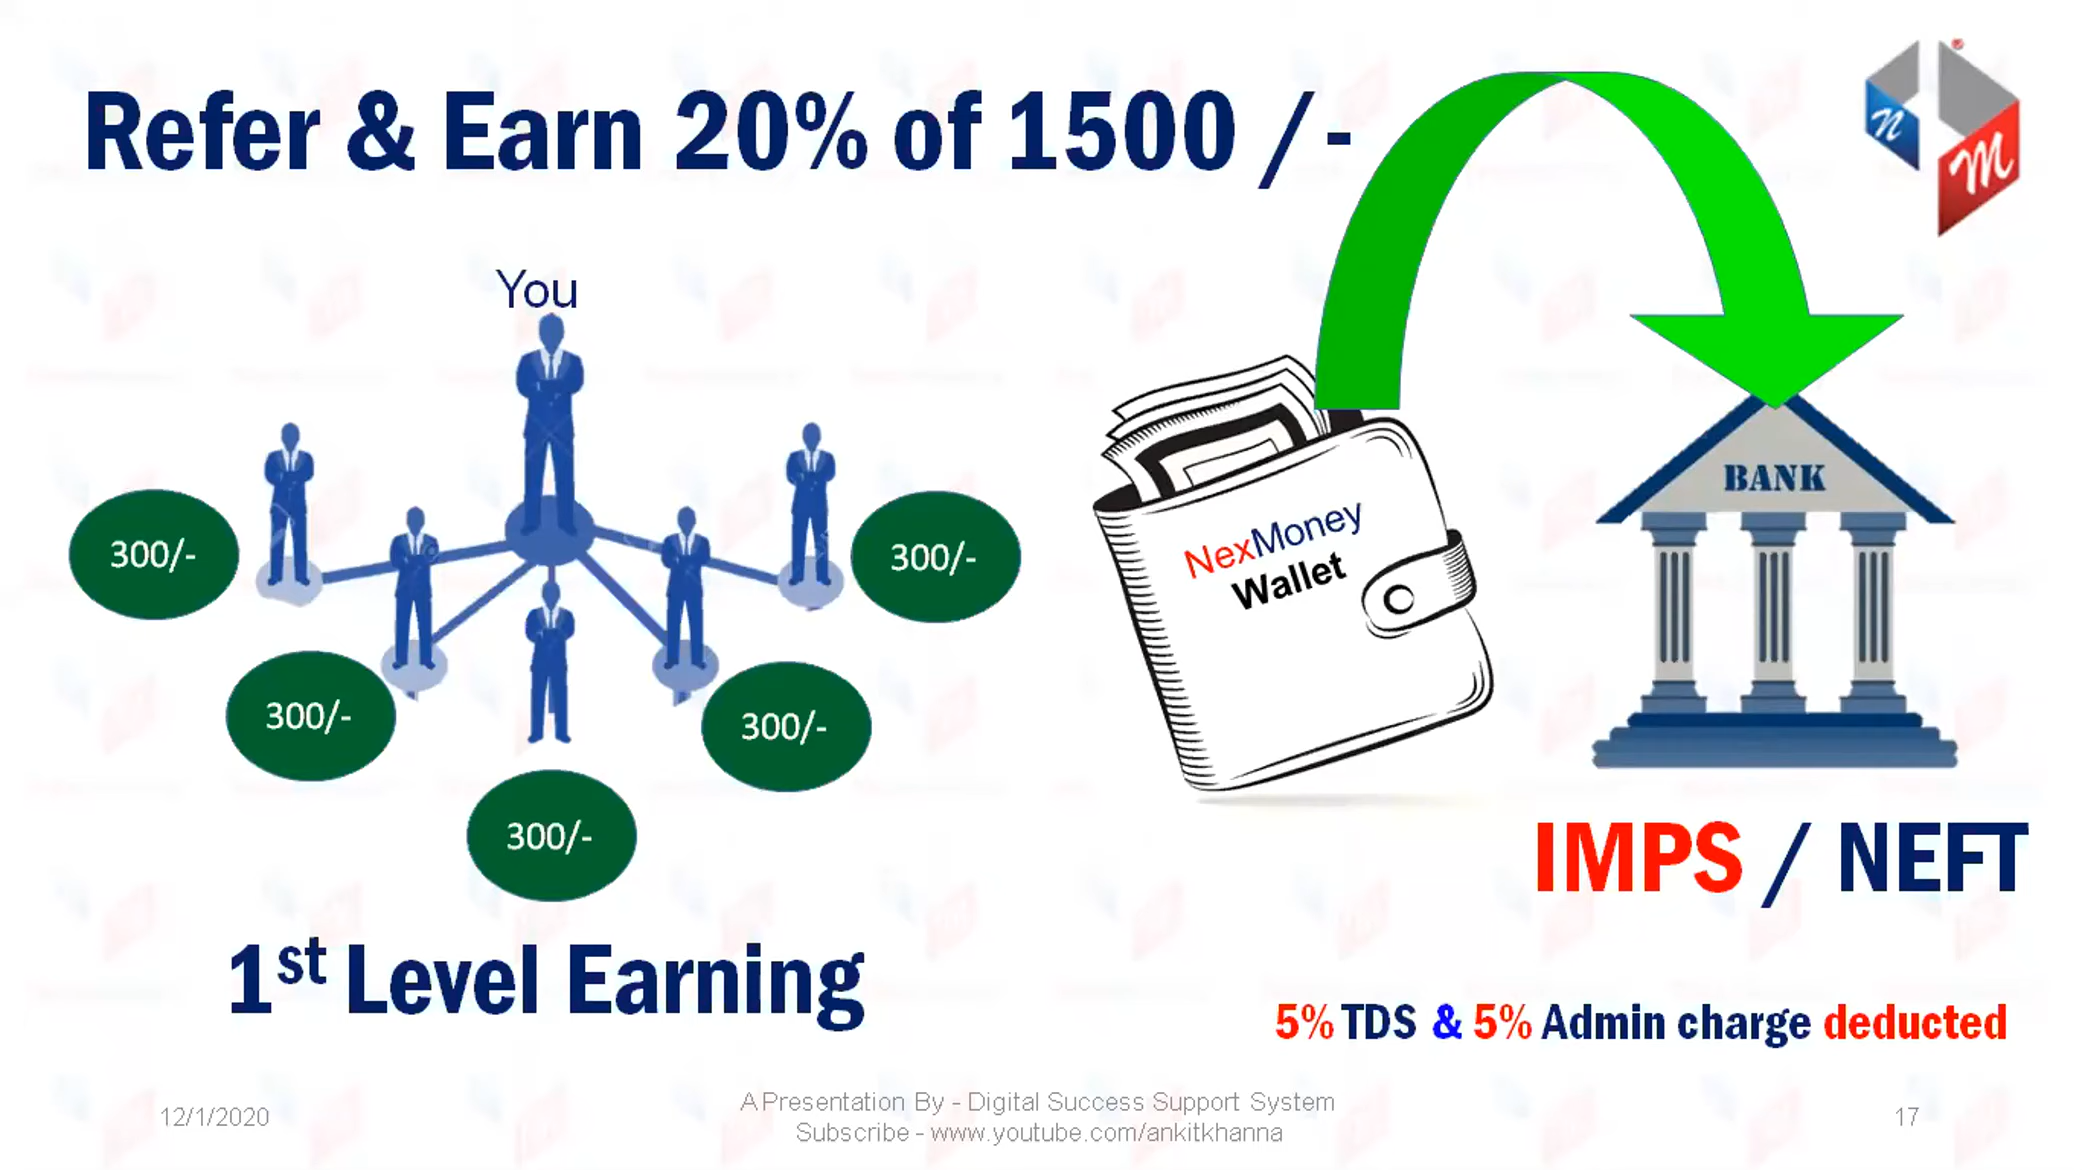 Refer & Earn 20% of 1500 /-
n
m
You
300/-
300/-
300/-
300/-
300/-
1st Level Earning
NexMoney
Wallet
BANK
IMPS / NEFT
5% TDS & 5% Admin charge deducted
12/1/2020
A Presentation By - Digital Success Support System
Subscribe - www.youtube.com/ankitkhanna
17